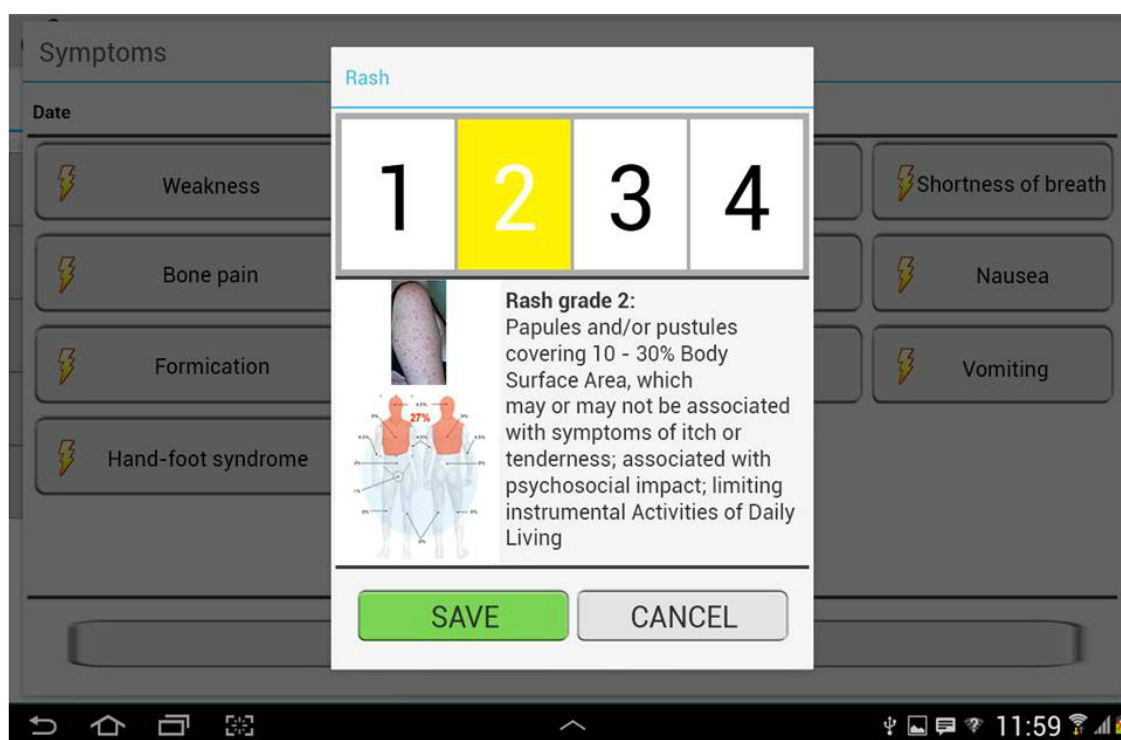 Symptoms
Date
Weakness
Shortness of breath
Bone pain
Nausea
Formication
Vomiting
Hand-foot syndrome
Rash
1
2
3
4
27%
Rash grade 2:
Papules and/or pustules
covering 10 - 30% Body
Surface Area, which
may or may not be associated
with symptoms of itch or
tenderness; associated with
psychosocial impact; limiting
instrumental Activities of Daily
Living
SAVE
CANCEL
11:59